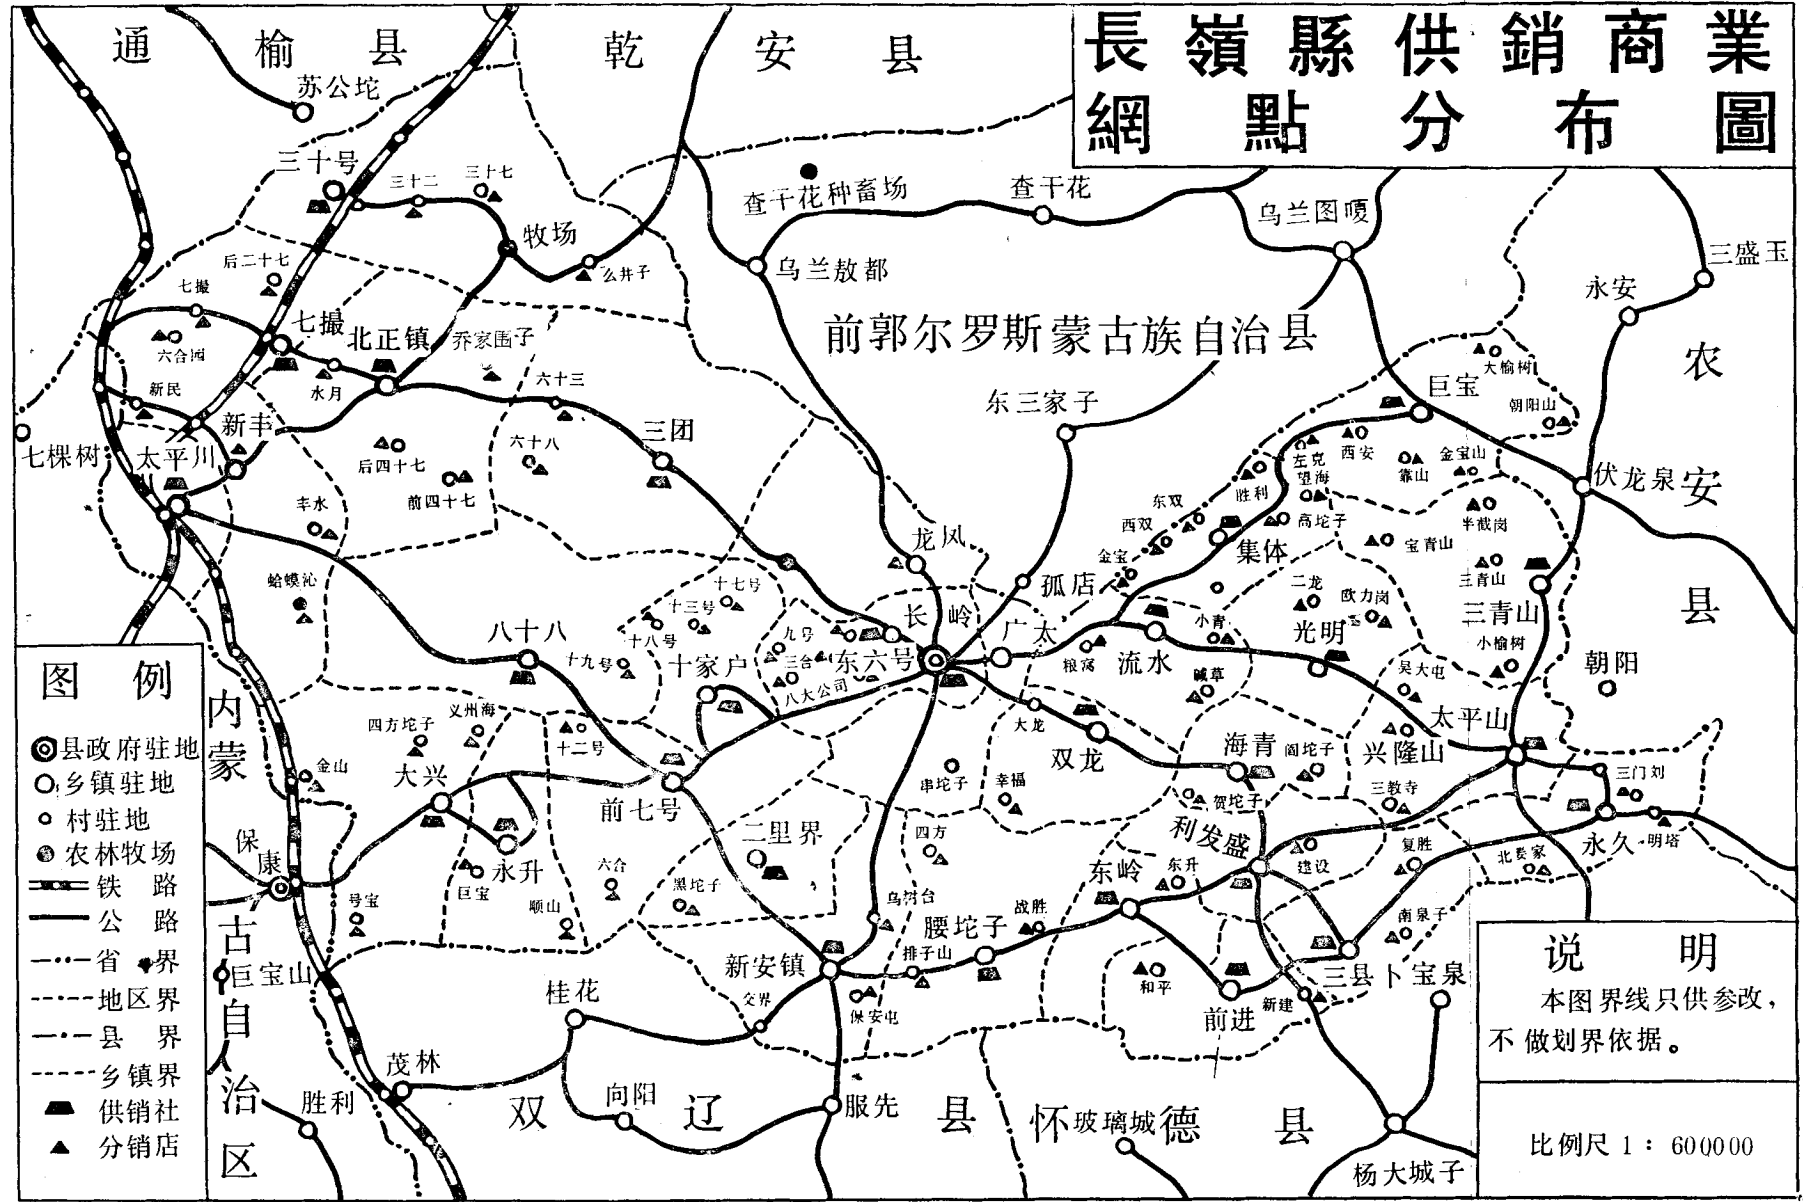 長嶺縣供銷商業
網點分布圖
通榆县
乾安县
苏公坨
三十号
三十二
三十七
牧场
么井子
查干花种畜场
查干花
乌兰图嘎
三盛玉
永安
乌兰敖都
后二十七
七撮
七撮
六合园
北正镇
乔家围子
水月
六十三
新民
新丰
七棵树
太平川
三团
六十八
后四十七
前四十七
丰水
前郭尔罗斯蒙古族自治县
东三家子
大榆树
巨宝
朝阳山
农安县
伏龙泉
左克
西安
金宝山
靠山
望海
胜利
东双
西双
高坨子
半截岗
集体
宝青山
金宝
三青山
龙凤
孤店
二龙
欧力岗
三青山
蛤蟆沁
十七号
十三号
十八号
长岭
九号
广太
小青
光明
小榆树
八十八
十九号
十家户
三台
东六号
粮窝
流水
吴大屯
朝阳
八大公司
碱草
太平山
义州海
四方坨子
十二号
大龙
双龙
海青
阎坨子
兴隆山
金山
大兴
前七号
串坨子
幸福
贺坨子
三教寺
三门刘
利发盛
二里界
四方
永久
明塔
保康
永升
巨宝
六合
黑坨子
东岭
东升
建设
复胜
北姜家
号宝
顺山
乌树台
战胜
腰坨子
南泉子
新安镇
排子山
和平
三县卜
宝泉
巨宝山
桂花
交界
保安屯
前进
新建
茂林
胜利
向阳
服先
双辽县
怀德县
玻璃城
杨大城子
内蒙古自治区
图例
县政府驻地
乡镇驻地
村驻地
农林牧场
铁路
公路
省界
地区界
县界
乡镇界
供销社
分销店
说明
本图界线只供参改，
不做划界依据。
比例尺 1：600000